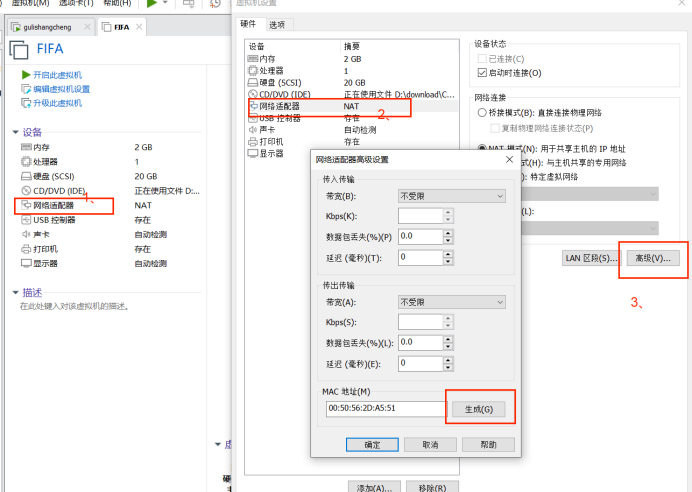 虚拟机(M) 选项卡(T) 帮助(H)
虚拟机设置
gulishangcheng
FIFA
FIFA
开启此虚拟机
编辑虚拟机设置
升级此虚拟机
设备
内存 2 GB
处理器 1
硬盘 (SCSI) 20 GB
CD/DVD (IDE) 正在使用文件 D:...
1、
网络适配器 NAT
USB 控制器 存在
声卡 自动检测
打印机 存在
显示器 自动检测
描述
在此处键入对该虚拟机的描述。
硬件 选项
设备 摘要
内存 2 GB
处理器 1
硬盘 (SCSI) 20 GB
CD/DVD (IDE) 正在使用文件 D:\download\C...
网络适配器 NAT
2、
USB 控制器 存在
声卡 自动检测
打印机 存在
显示器 自动检测
设备状态
已连接(C)
启动时连接(O)
网络连接
桥接模式(B): 直接连接物理网络
复制物理网络连接状态(P)
NAT 模式(N): 用于共享主机的 IP 地址
式(H): 与主机共享的专用网络
): 特定虚拟网络
(L):
LAN 区段(S)... 高级(V)...
3、
网络适配器高级设置
传入传输
带宽(B): 不受限
Kbps(K):
数据包丢失(%)(P) 0.0
延迟 (毫秒)(T): 0
传出传输
带宽(A): 不受限
Kbps(S):
数据包丢失(%)(L): 0.0
延迟 (毫秒)(E): 0
MAC 地址(M)
00:50:56:2D:A5:51 生成(G)
确定 取消 帮助
添加(A)... 移除(R)